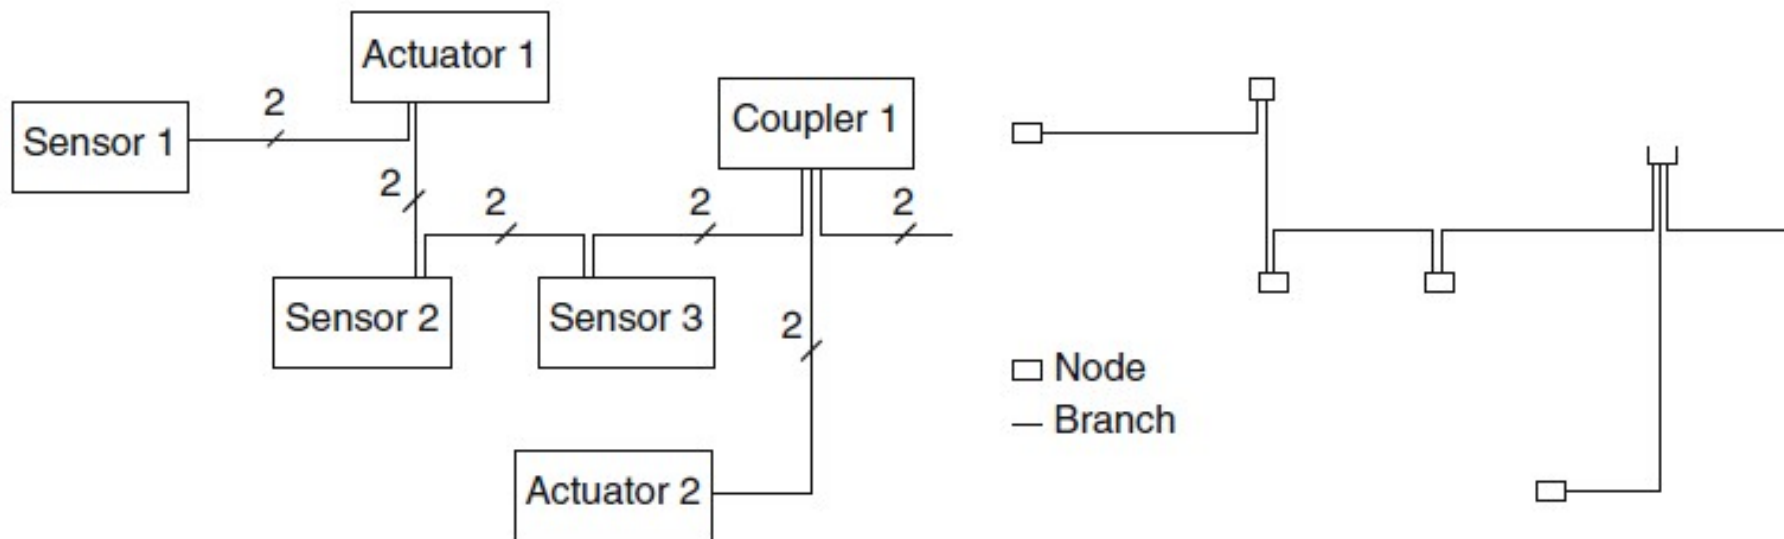 Actuator 1
2
Sensor 1
Coupler 1
2
2
2
2
Sensor 2
Sensor 3
2
Actuator 2
Node
Branch